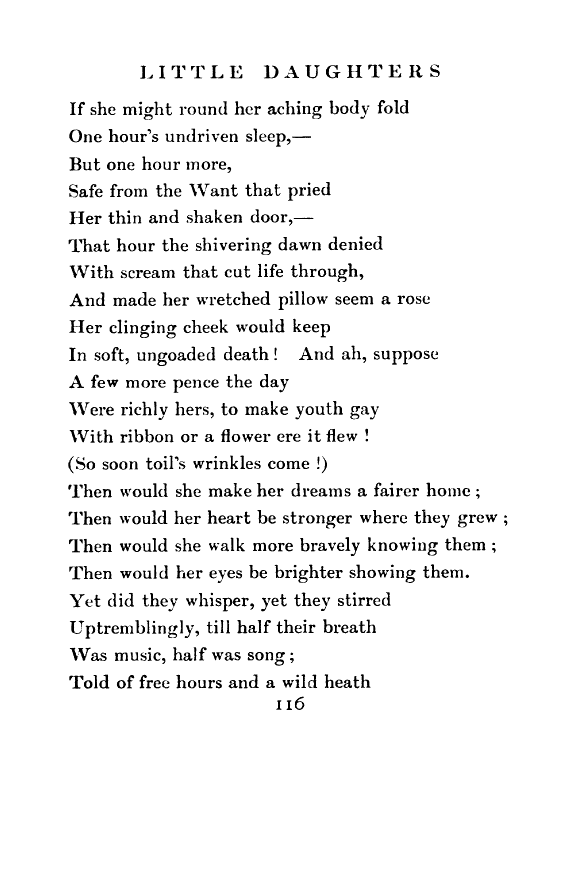 LITTLE DAUGHTERS
If she might round her aching body fold
One hour's undriven sleep,—
But one hour more,
Safe from the Want that pried
Her thin and shaken door,—
That hour the shivering dawn denied
With scream that cut life through,
And made her wretched pillow seem a rose
Her clinging cheek would keep
In soft, ungoaded death ! And ah, suppose
A few more pence the day
Were richly hers, to make youth gay
With ribbon or a flower ere it flew !
(So soon toil's wrinkles come !)
Then would she make her dreams a fairer home ;
Then would her heart be stronger where they grew ;
Then would she walk more bravely knowing them ;
Then would her eyes be brighter showing them.
Yet did they whisper, yet they stirred
Uptremblingly, till half their breath
Was music, half was song ;
Told of free hours and a wild heath
116